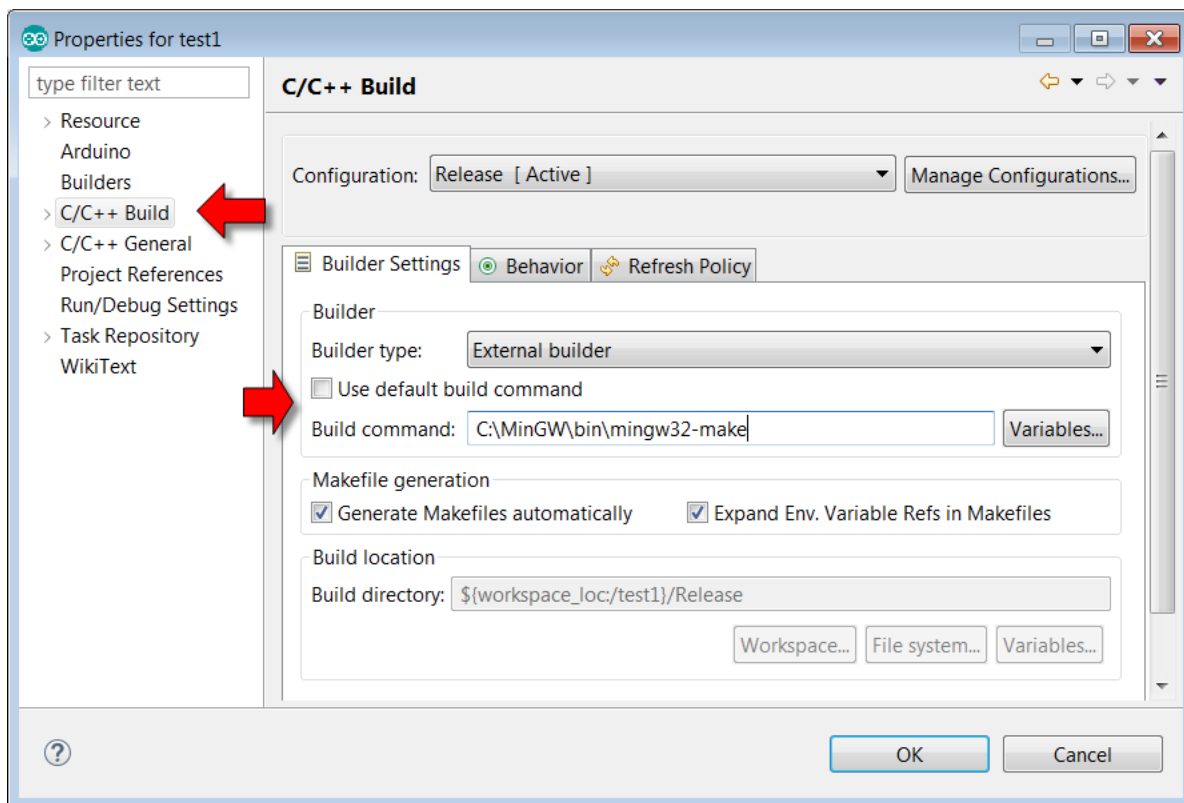 Properties for test1
type filter text
C/C++ Build
Resource
Arduino
Builders
C/C++ Build
C/C++ General
Project References
Run/Debug Settings
Task Repository
WikiText
Configuration: Release [ Active ] Manage Configurations...
Builder Settings Behavior Refresh Policy
Builder
Builder type: External builder
Use default build command
Build command: C:\MinGW\bin\mingw32-make Variables...
Makefile generation
Generate Makefiles automatically Expand Env. Variable Refs in Makefiles
Build location
Build directory: ${workspace_loc:/test1}/Release
Workspace... File system... Variables...
? OK Cancel